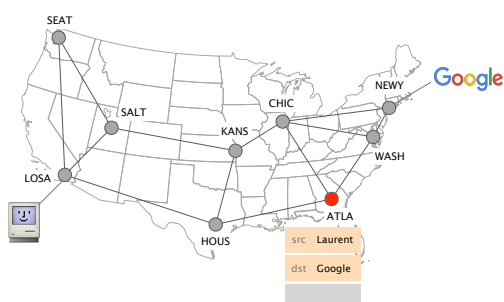 SEAT
Google
NEWY
CHIC
SALT
KANS
WASH
LOSA
ATLA
HOUS
src Laurent
dst Google